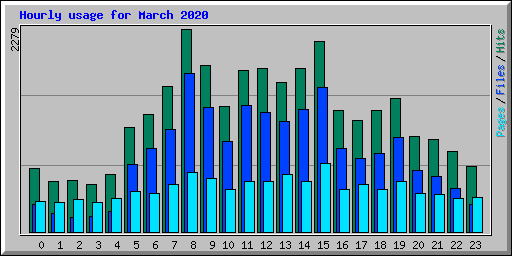 Hourly usage for March 2020
2279
Pages/Files/Hits
0 1 2 3 4 5 6 7 8 9 10 11 12 13 14 15 16 17 18 19 20 21 22 23